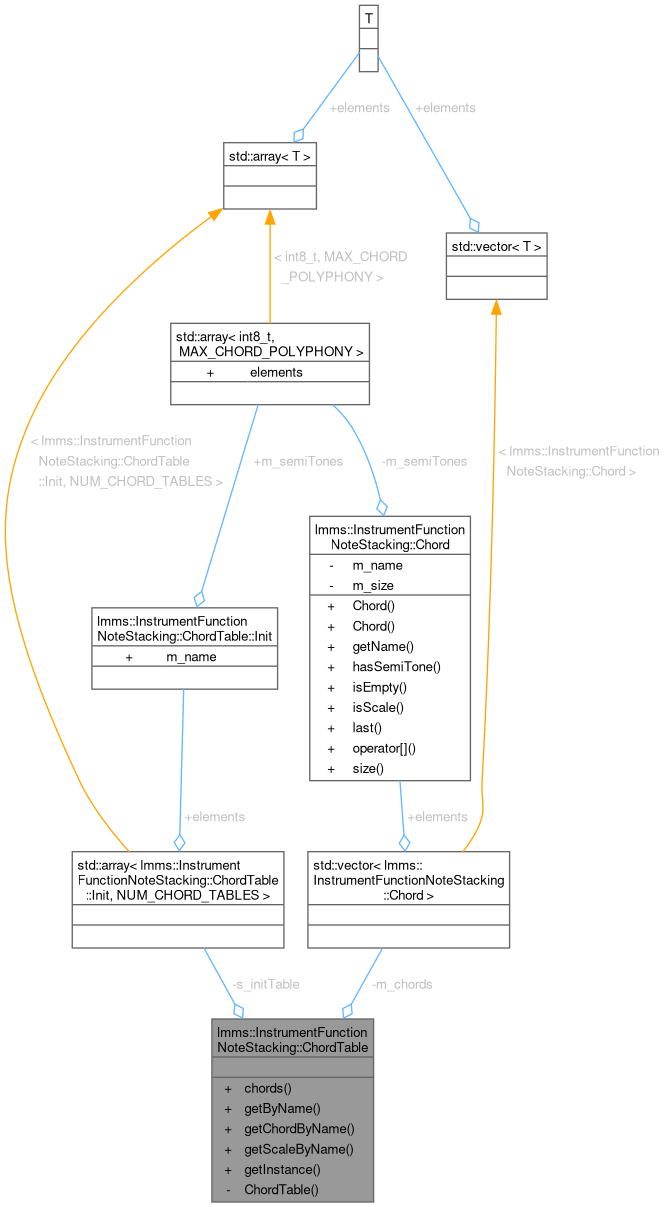 T
+elements
+elements
std::array< T >
std::vector< T >
< int8_t, MAX_CHORD
_POLYPHONY >
std::array< int8_t,
MAX_CHORD_POLYPHONY >
+ elements
< lmms::InstrumentFunction
NoteStacking::ChordTable
::Init, NUM_CHORD_TABLES >
+m_semiTones
-m_semiTones
< lmms::InstrumentFunction
NoteStacking::Chord >
lmms::InstrumentFunction
NoteStacking::Chord
- m_name
- m_size
+ Chord()
+ Chord()
+ getName()
+ hasSemiTone()
+ isEmpty()
+ isScale()
+ last()
+ operator[]()
+ size()
lmms::InstrumentFunction
NoteStacking::ChordTable::Init
+ m_name
+elements
+elements
std::array< lmms::Instrument
FunctionNoteStacking::ChordTable
::Init, NUM_CHORD_TABLES >
std::vector< lmms::
InstrumentFunctionNoteStacking
::Chord >
-s_initTable
-m_chords
lmms::InstrumentFunction
NoteStacking::ChordTable
+ chords()
+ getByName()
+ getChordByName()
+ getScaleByName()
+ getInstance()
- ChordTable()